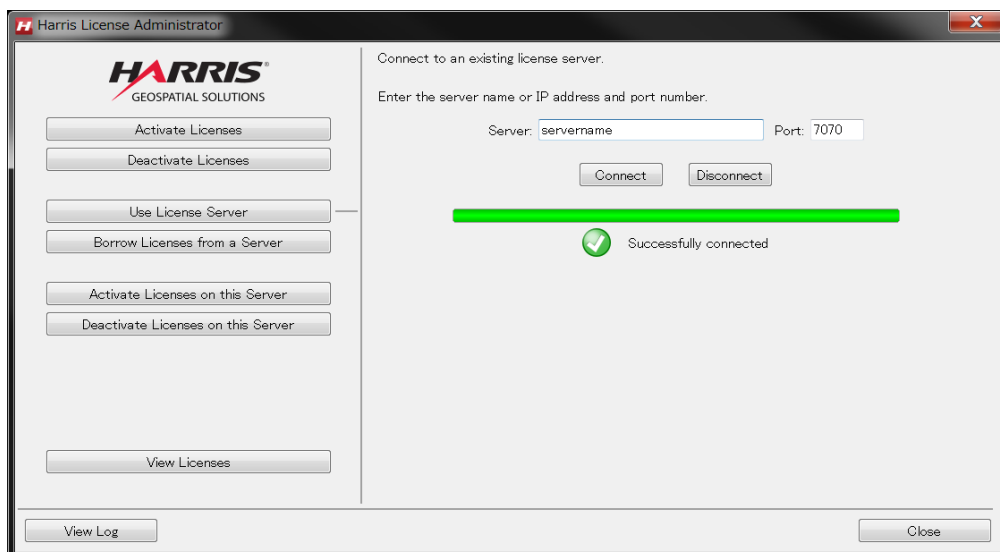 Harris License Administrator
HARRIS®
GEOSPATIAL SOLUTIONS
Activate Licenses
Deactivate Licenses
Use License Server
Borrow Licenses from a Server
Activate Licenses on this Server
Deactivate Licenses on this Server
View Licenses
Connect to an existing license server.
Enter the server name or IP address and port number.
Server: servername Port: 7070
Connect Disconnect
Successfully connected
View Log Close